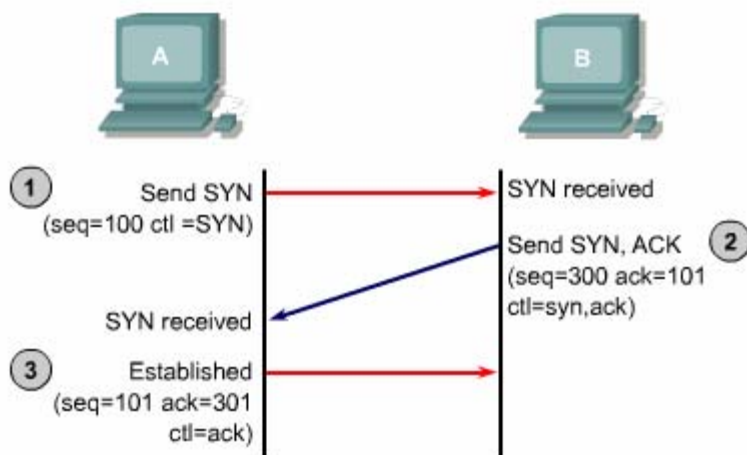 A
B
1
Send SYN
(seq=100 ctl =SYN)
SYN received
Send SYN, ACK
2
(seq=300 ack=101
ctl=syn,ack)
SYN received
3
Established
(seq=101 ack=301
ctl=ack)